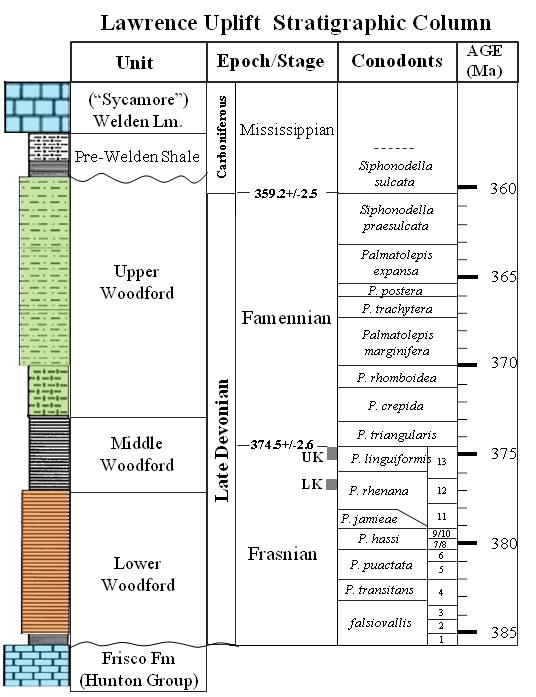 Lawrence Uplift Stratigraphic Column
Unit
Epoch/Stage
Conodonts
AGE
(Ma)
(“Sycamore”)
Welden Lm.
Pre-Welden Shale
Upper
Woodford
Middle
Woodford
Lower
Woodford
Frisco Fm
(Hunton Group)
Carboniferous
Late Devonian
Mississippian
359.2+/-2.5
Famennian
374.5+/-2.6
UK
LK
Frasnian
Siphonodella
sulcata
Siphonodella
praesulcata
Palmatolepis
expansa
P. postera
P. trachytera
Palmatolepis
marginifera
P. rhomboidea
P. crepida
P. triangularis
P. linguiformis
13
P. rhenana
12
P. jamieae
11
P. hassi
9/10
7/8
P. puactata
6
5
P. transitans
4
falsiovallis
3
2
1
360
365
370
375
380
385